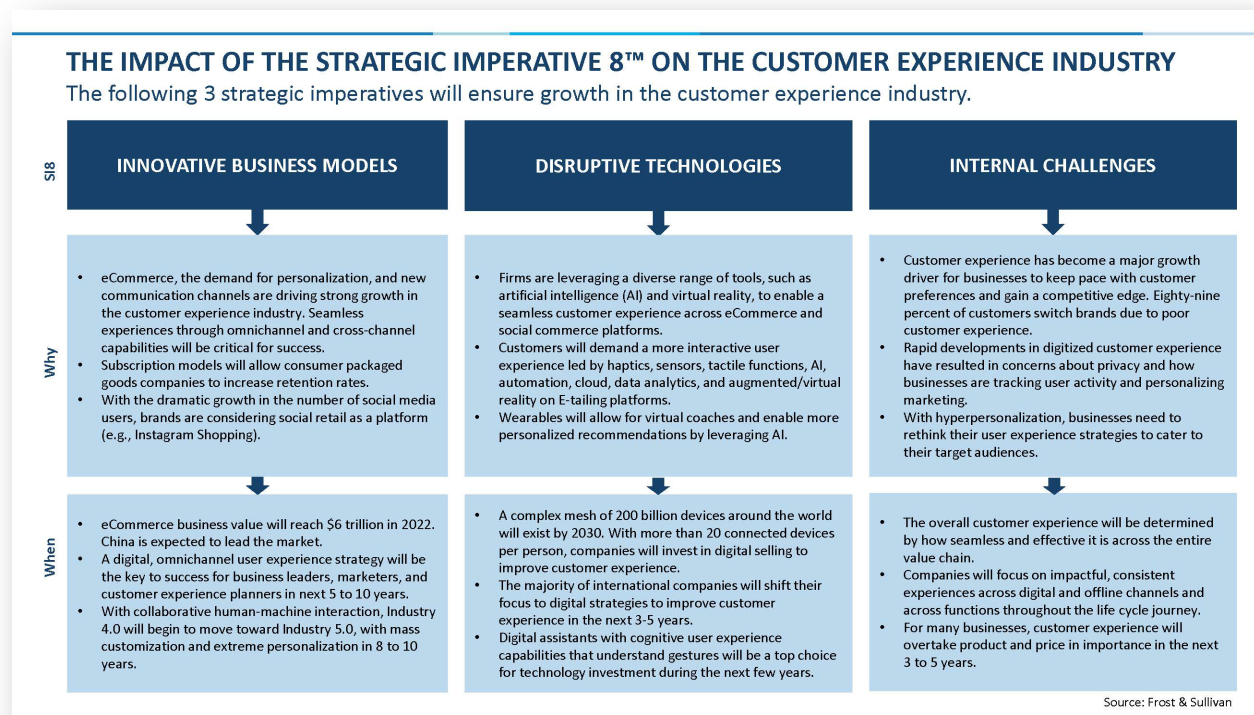 THE IMPACT OF THE STRATEGIC IMPERATIVE 8™ ON THE CUSTOMER EXPERIENCE INDUSTRY
The following 3 strategic imperatives will ensure growth in the customer experience industry.
SI8
INNOVATIVE BUSINESS MODELS
DISRUPTIVE TECHNOLOGIES
INTERNAL CHALLENGES
Why
• eCommerce, the demand for personalization, and new
communication channels are driving strong growth in
the customer experience industry. Seamless
experiences through omnichannel and cross-channel
capabilities will be critical for success.
• Subscription models will allow consumer packaged
goods companies to increase retention rates.
• With the dramatic growth in the number of social media
users, brands are considering social retail as a platform
(e.g., Instagram Shopping).
• Firms are leveraging a diverse range of tools, such as
artificial intelligence (AI) and virtual reality, to enable a
seamless customer experience across eCommerce and
social commerce platforms.
• Customers will demand a more interactive user
experience led by haptics, sensors, tactile functions, AI,
automation, cloud, data analytics, and augmented/virtual
reality on E-tailing platforms.
• Wearables will allow for virtual coaches and enable more
personalized recommendations by leveraging AI.
• Customer experience has become a major growth
driver for businesses to keep pace with customer
preferences and gain a competitive edge. Eighty-nine
percent of customers switch brands due to poor
customer experience.
• Rapid developments in digitized customer experience
have resulted in concerns about privacy and how
businesses are tracking user activity and personalizing
marketing.
• With hyperpersonalization, businesses need to
rethink their user experience strategies to cater to
their target audiences.
When
• eCommerce business value will reach $6 trillion in 2022.
China is expected to lead the market.
• A digital, omnichannel user experience strategy will be
the key to success for business leaders, marketers, and
customer experience planners in next 5 to 10 years.
• With collaborative human-machine interaction, Industry
4.0 will begin to move toward Industry 5.0, with mass
customization and extreme personalization in 8 to 10
years.
• A complex mesh of 200 billion devices around the world
will exist by 2030. With more than 20 connected devices
per person, companies will invest in digital selling to
improve customer experience.
• The majority of international companies will shift their
focus to digital strategies to improve customer
experience in the next 3-5 years.
• Digital assistants with cognitive user experience
capabilities that understand gestures will be a top choice
for technology investment during the next few years.
• The overall customer experience will be determined
by how seamless and effective it is across the entire
value chain.
• Companies will focus on impactful, consistent
experiences across digital and offline channels and
across functions throughout the life cycle journey.
• For many businesses, customer experience will
overtake product and price in importance in the next
3 to 5 years.
Source: Frost & Sullivan